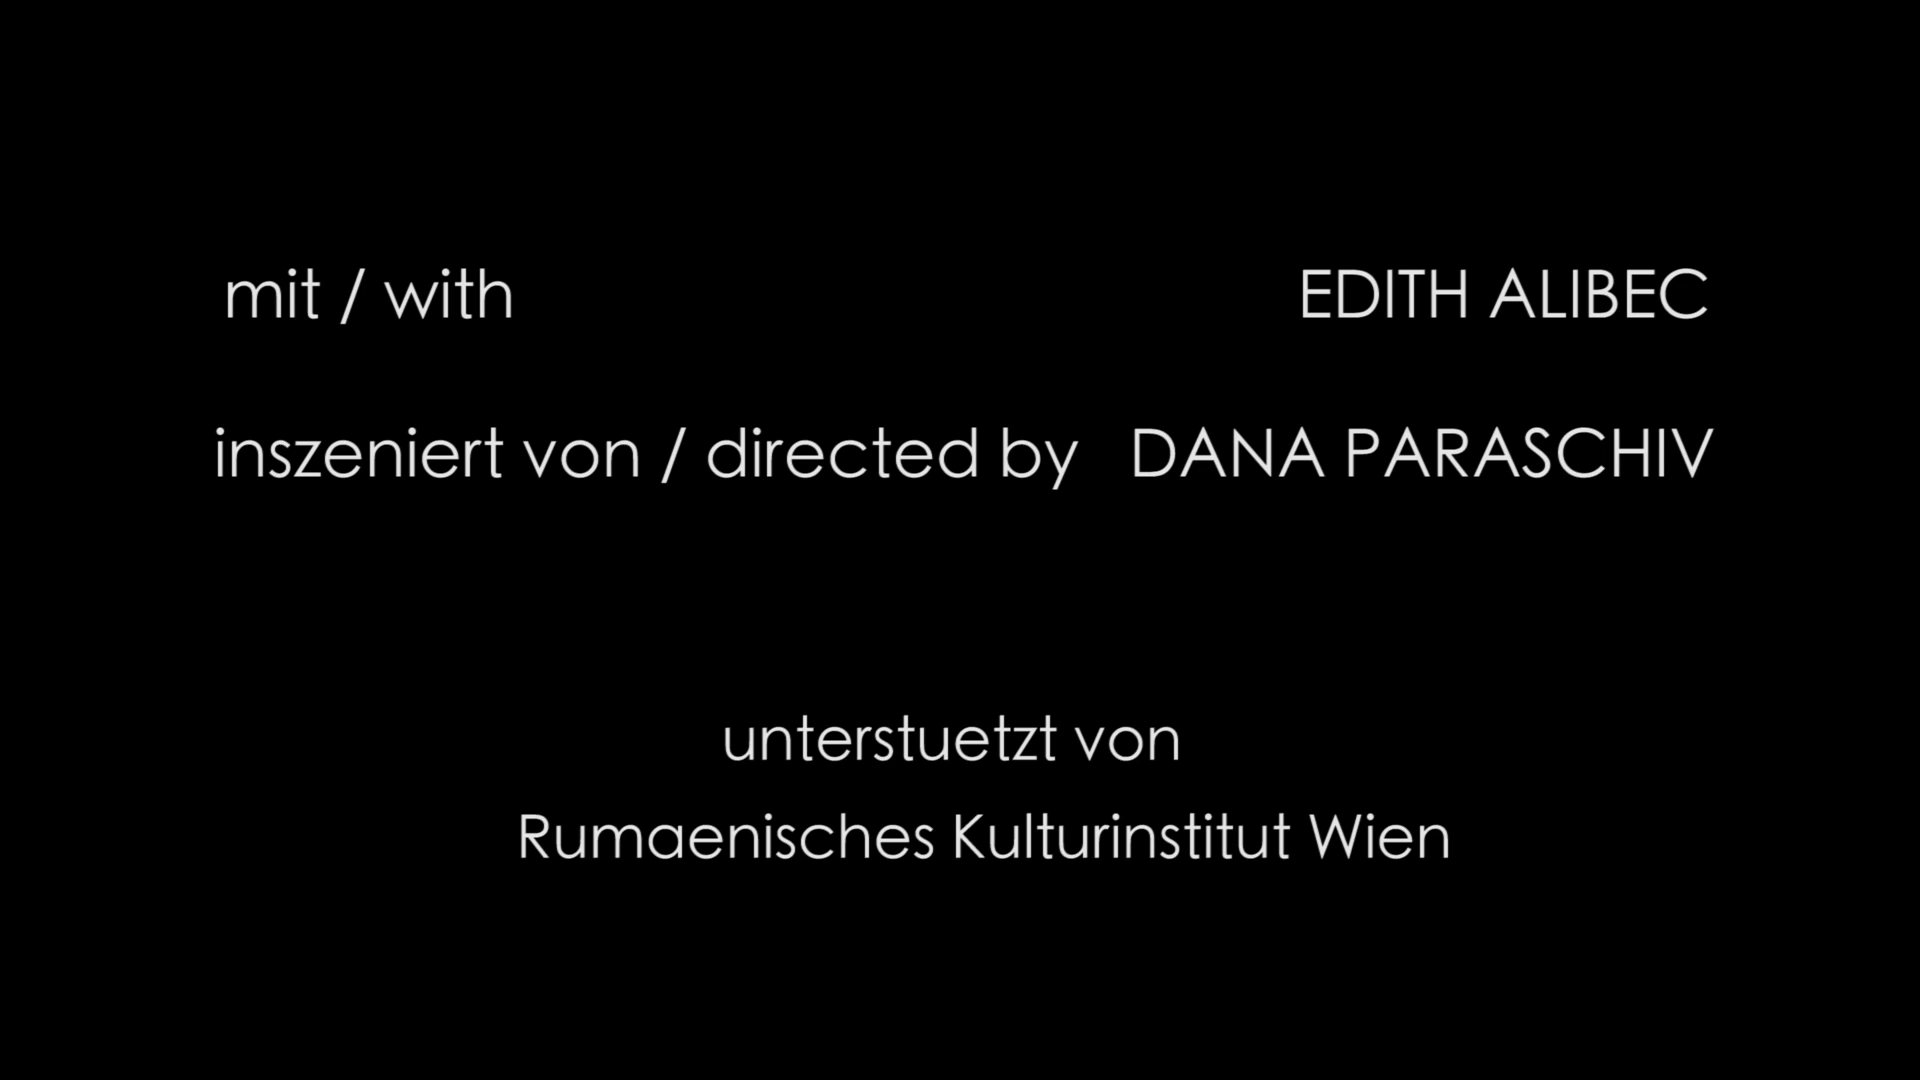 mit / with EDITH ALIBEC
inszeniert von / directed by DANA PARASCHIV
unterstuetzt von
Rumaenisches Kulturinstitut Wien